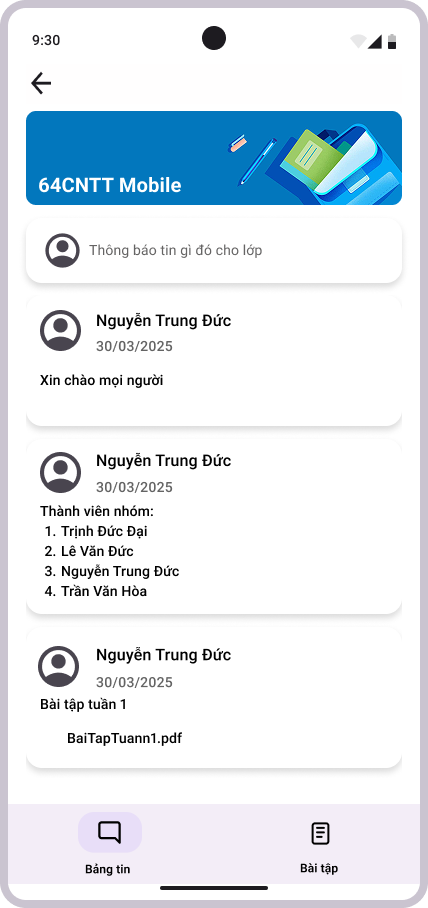 9:30
64CNTT Mobile
Thông báo tin gì đó cho lớp
Nguyễn Trung Đức
30/03/2025
Xin chào mọi người
Nguyễn Trung Đức
30/03/2025
Thành viên nhóm:
1. Trịnh Đức Đại
2. Lê Văn Đức
3. Nguyễn Trung Đức
4. Trần Văn Hòa
Nguyễn Trung Đức
30/03/2025
Bài tập tuần 1
BaiTapTuann1.pdf
Bảng tin
Bài tập